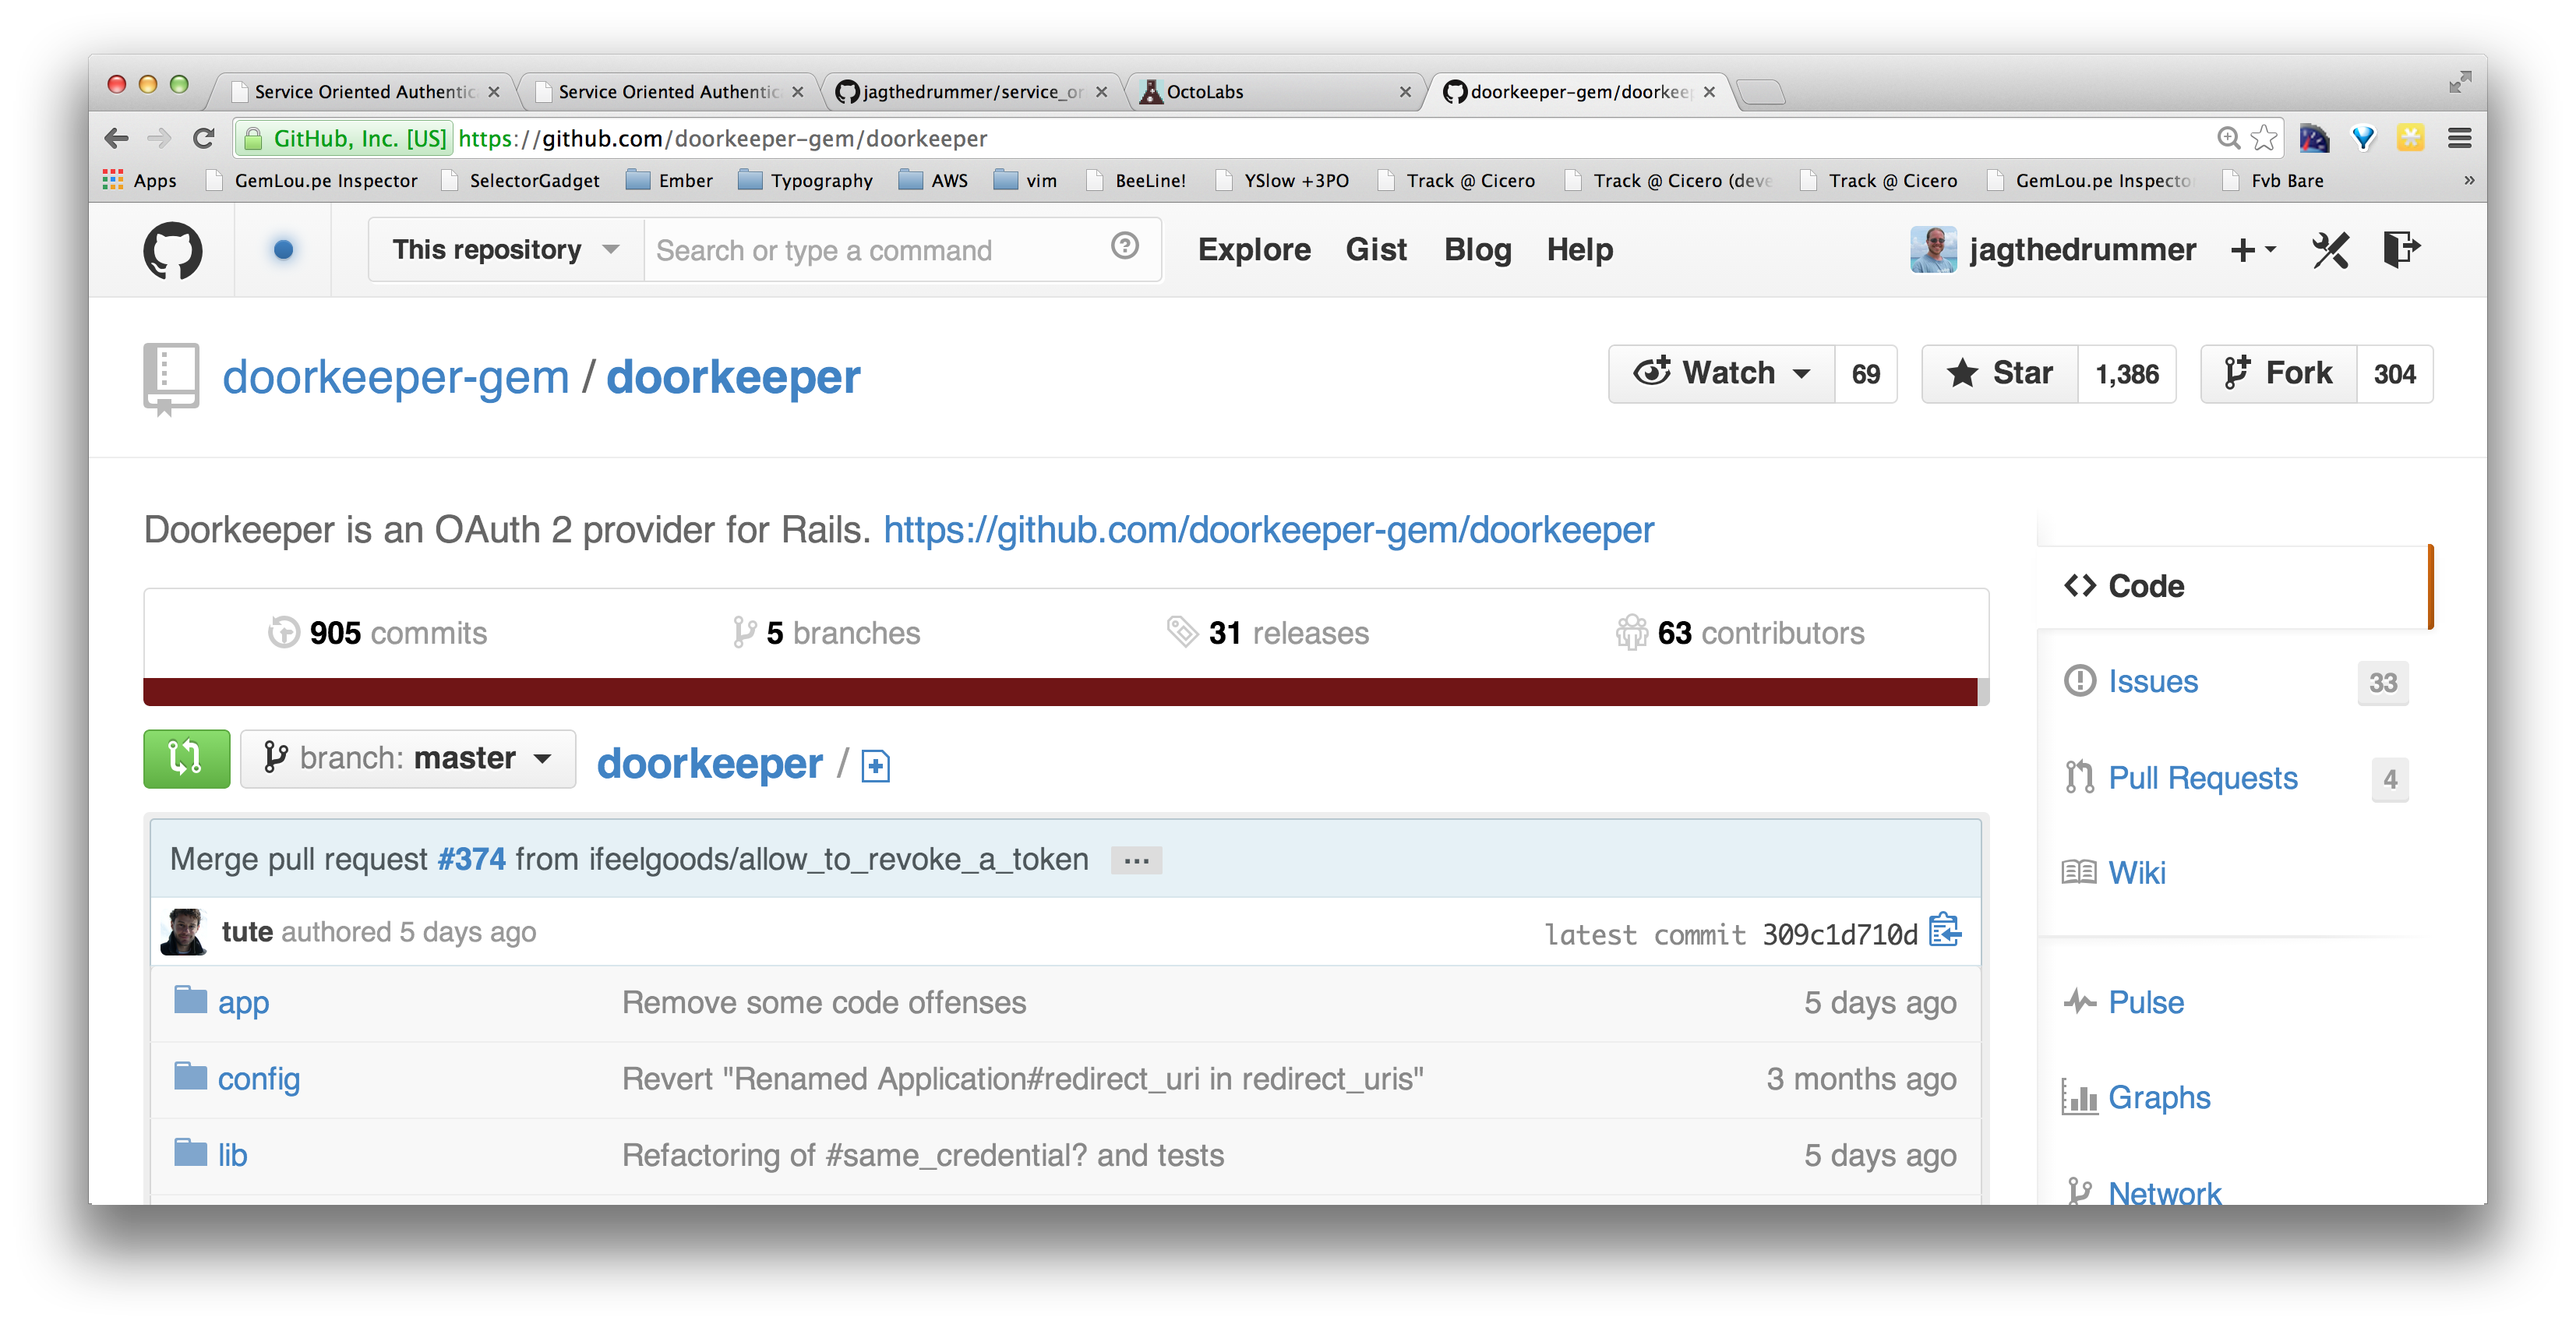 Service Oriented Authentic
Service Oriented Authentic
jagthedrummer/service_or
OctoLabs
doorkeeper-gem/doorkeep
GitHub, Inc. [US] https://github.com/doorkeeper-gem/doorkeeper
Apps GemLou.pe Inspector SelectorGadget Ember Typography AWS vim BeeLine! YSlow +3PO Track @ Cicero Track @ Cicero (deve Track @ Cicero GemLou.pe Inspecto Fvb Bare »
This repository Search or type a command Explore Gist Blog Help jagthedrummer
doorkeeper-gem / doorkeeper Watch 69 Star 1,386 Fork 304
Doorkeeper is an OAuth 2 provider for Rails. https://github.com/doorkeeper-gem/doorkeeper
905 commits 5 branches 31 releases 63 contributors
branch: master doorkeeper /
Merge pull request #374 from ifeelgoods/allow_to_revoke_a_token ...
tute authored 5 days ago latest commit 309c1d710d
app Remove some code offenses 5 days ago
config Revert "Renamed Application#redirect_uri in redirect_uris" 3 months ago
lib Refactoring of #same_credential? and tests 5 days ago
Code
Issues 33
Pull Requests 4
Wiki
Pulse
Graphs
Network